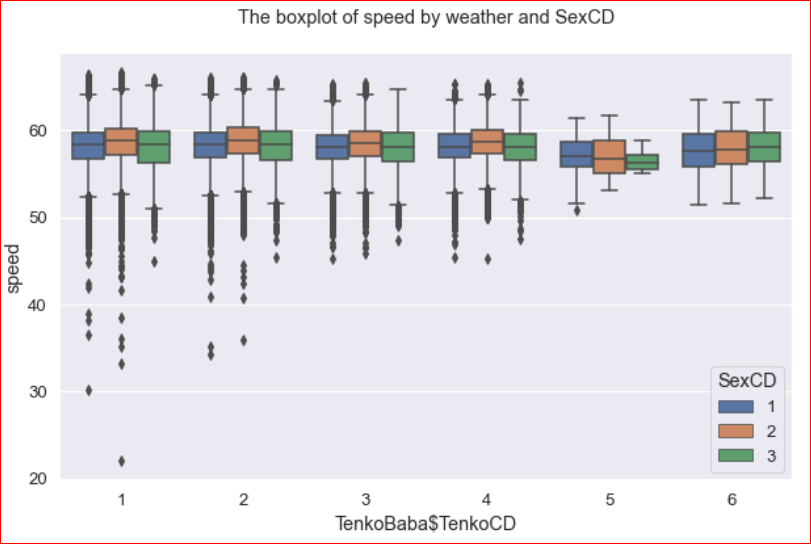 The boxplot of speed by weather and SexCD
speed
60
50
40
30
20
1 2 3 4 5 6
TenkoBaba$TenkoCD
SexCD
1
2
3